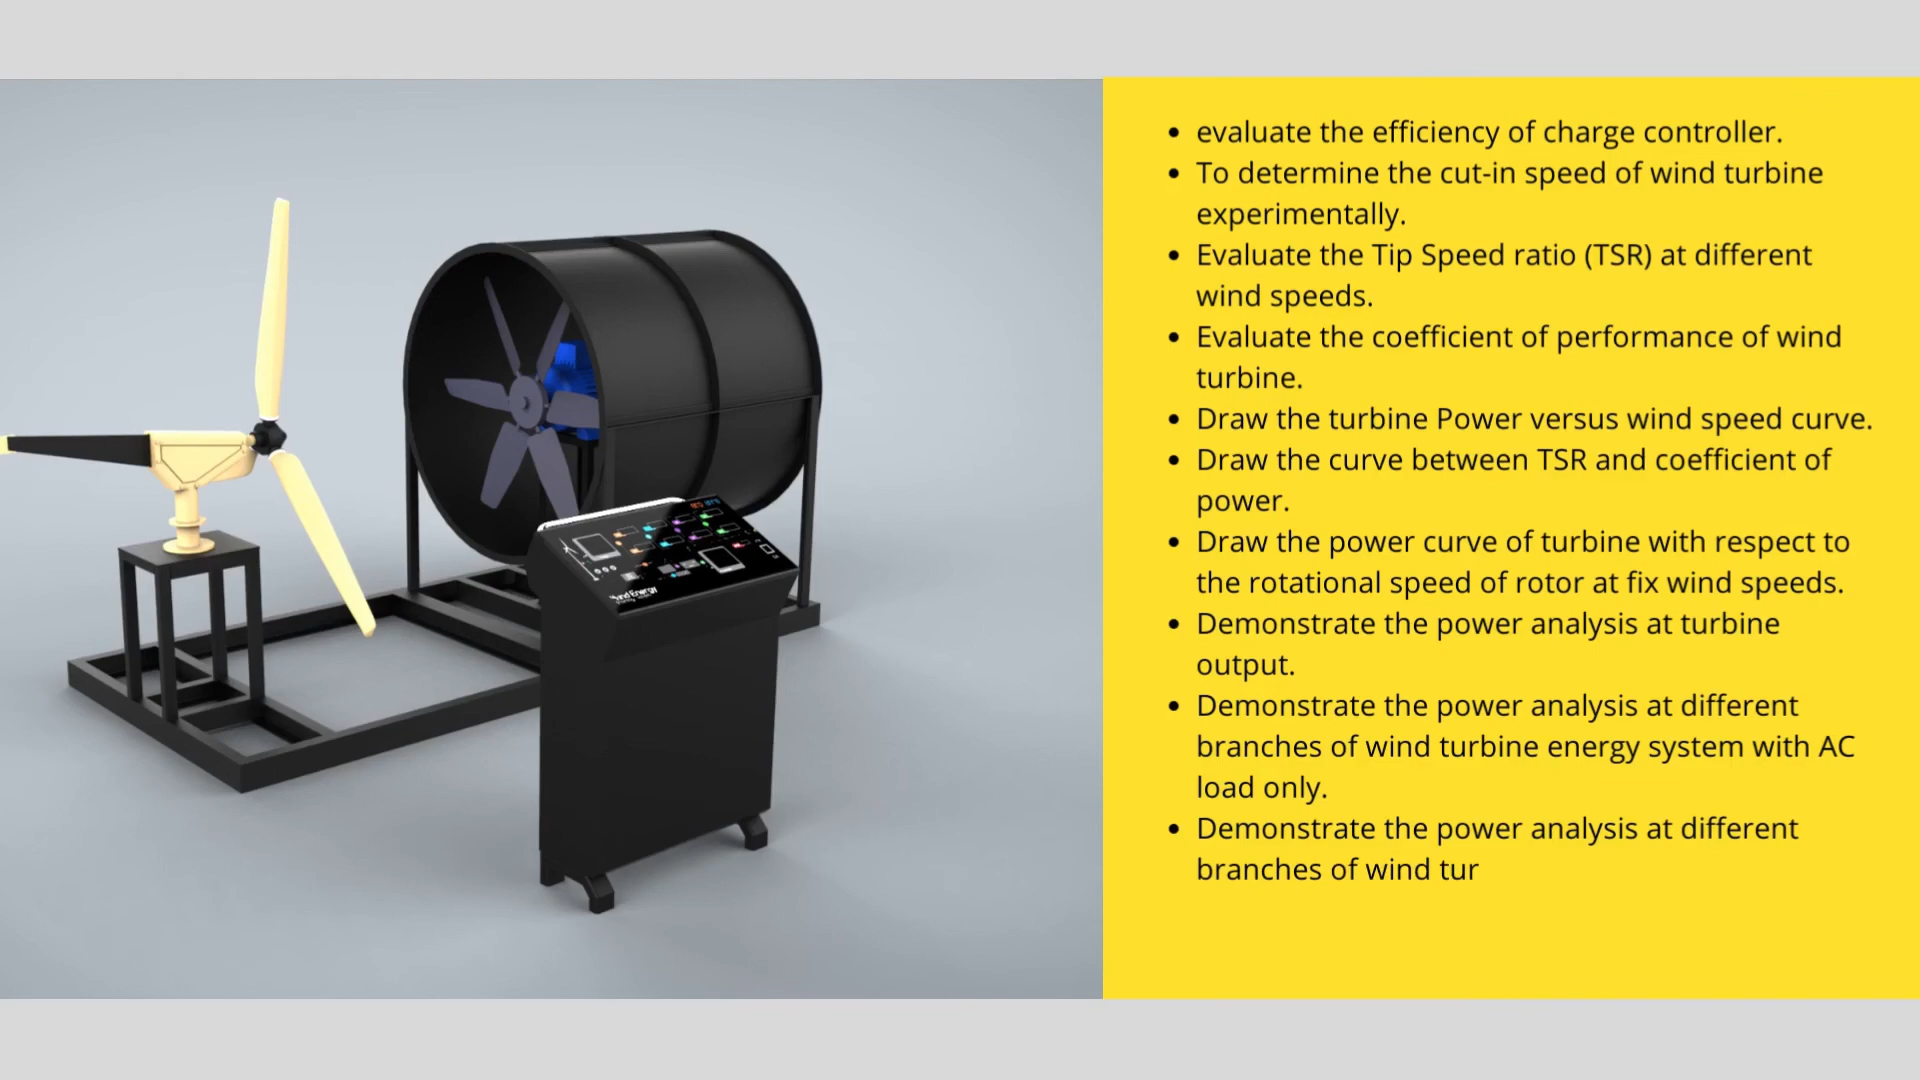 • evaluate the efficiency of charge controller.
• To determine the cut-in speed of wind turbine
experimentally.
• Evaluate the Tip Speed ratio (TSR) at different
wind speeds.
• Evaluate the coefficient of performance of wind
turbine.
• Draw the turbine Power versus wind speed curve.
• Draw the curve between TSR and coefficient of
power.
• Draw the power curve of turbine with respect to
the rotational speed of rotor at fix wind speeds.
• Demonstrate the power analysis at turbine
output.
• Demonstrate the power analysis at different
branches of wind turbine energy system with AC
load only.
• Demonstrate the power analysis at different
branches of wind tur
Wind Energy